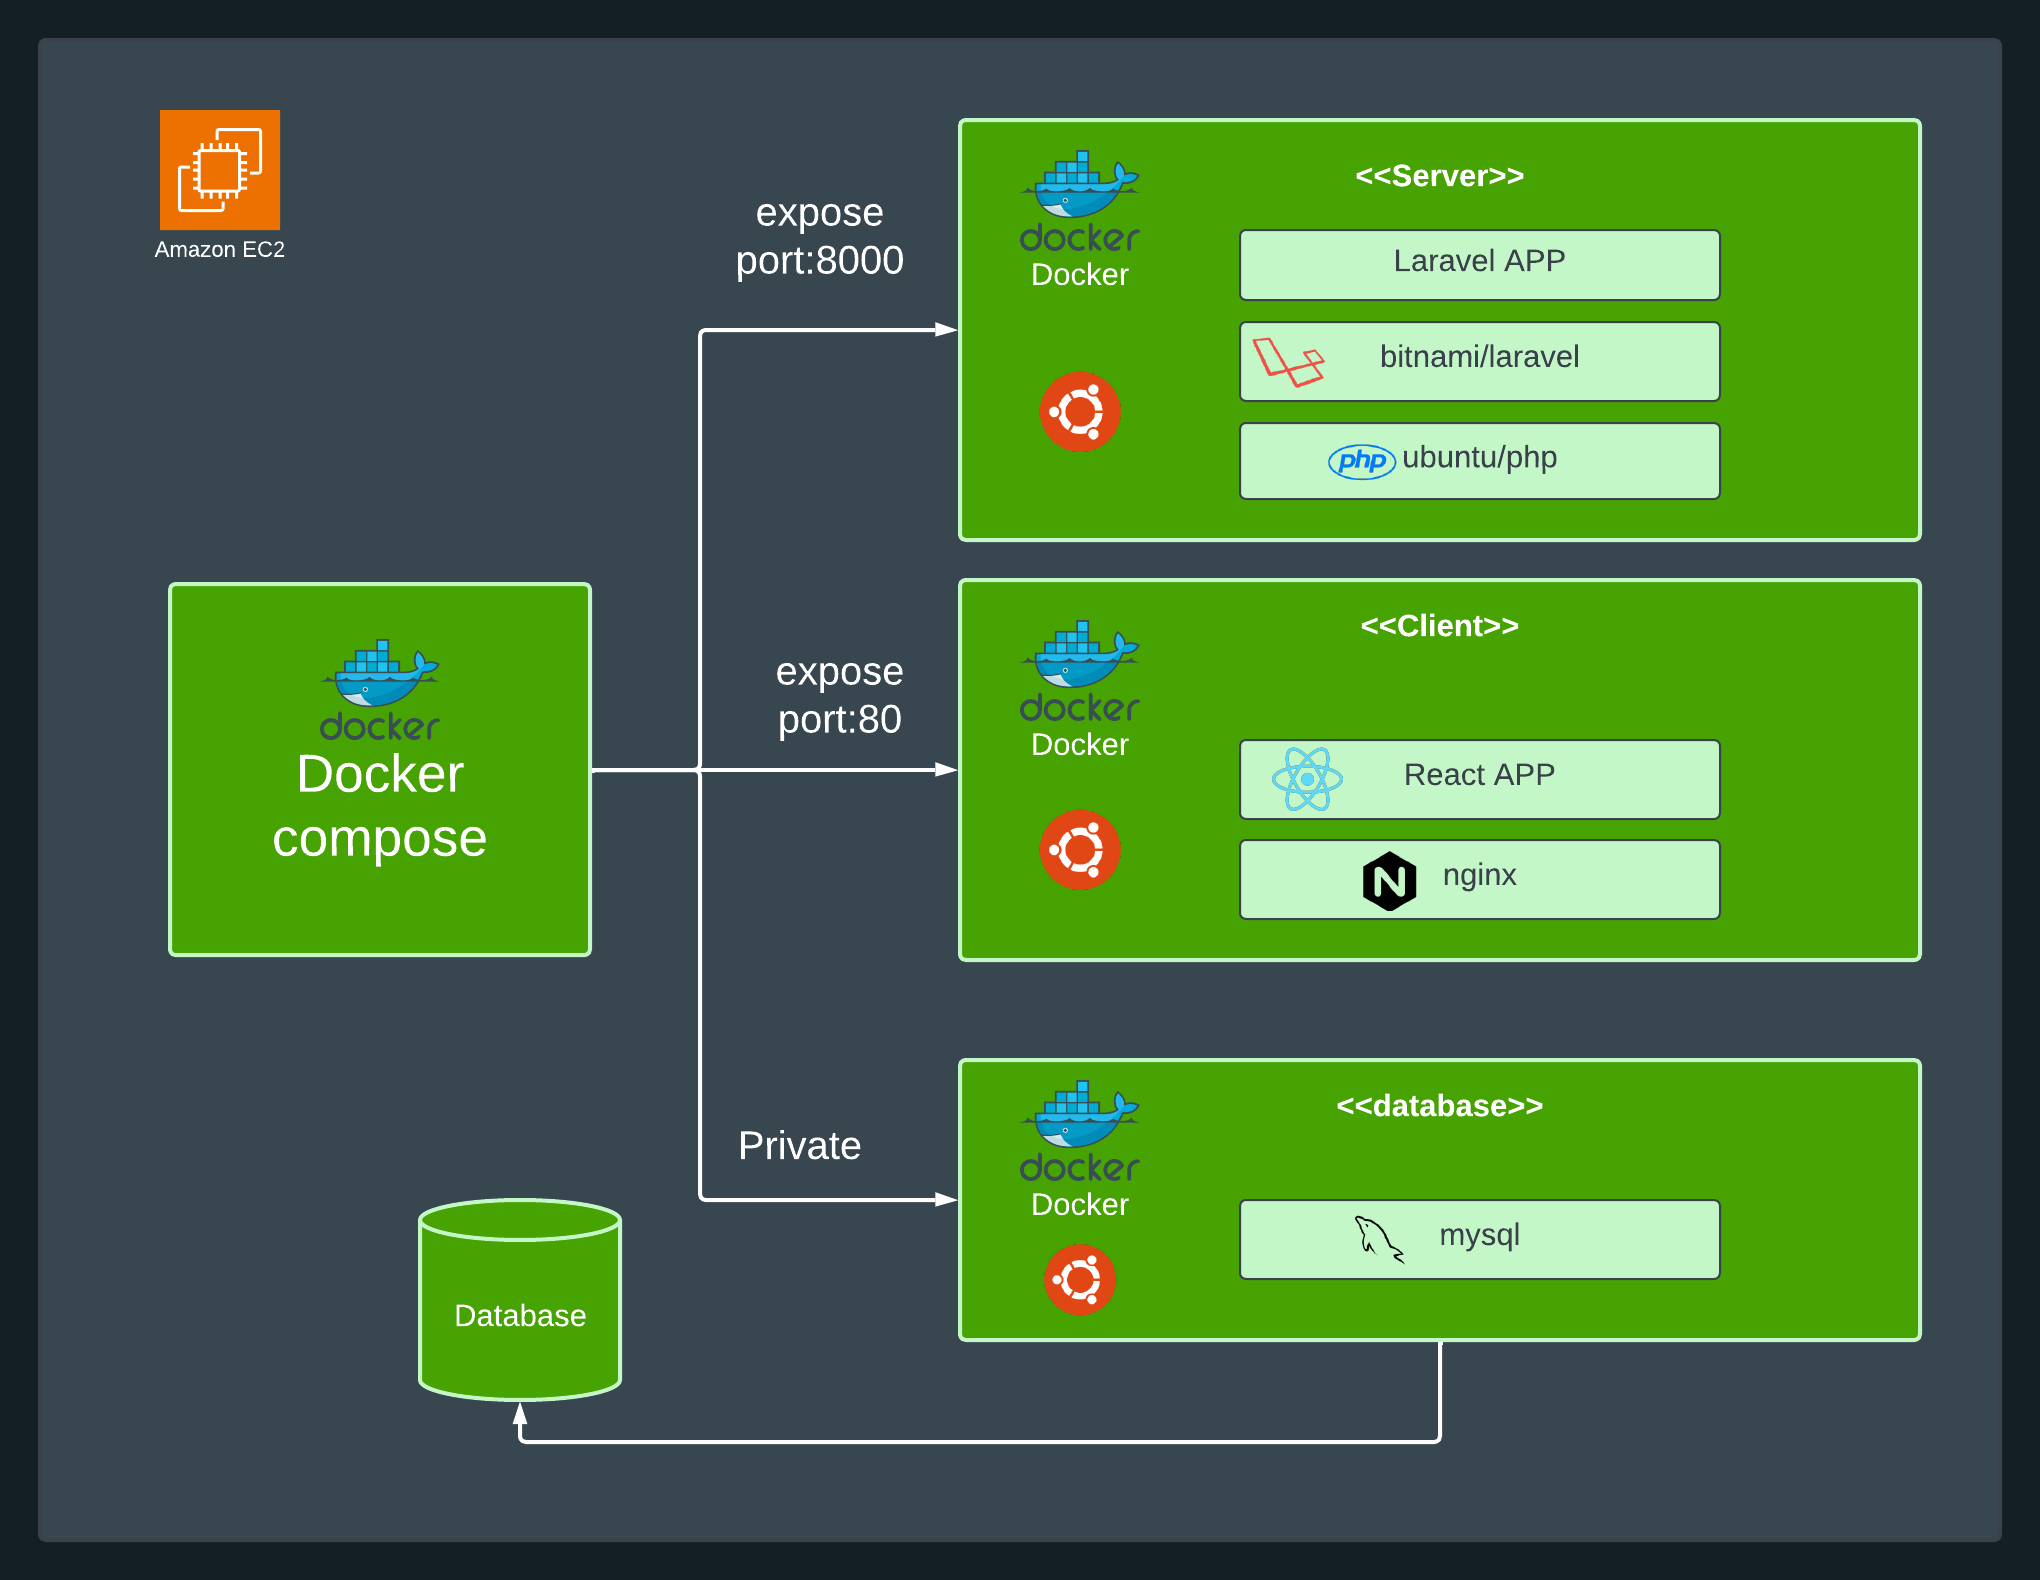 Amazon EC2
docker
Docker
compose
expose
port:8000
docker
Docker
<<Server>>
Laravel APP
bitnami/laravel
php ubuntu/php
expose
port:80
docker
Docker
<<Client>>
React APP
nginx
Private
docker
Docker
<<database>>
mysql
Database